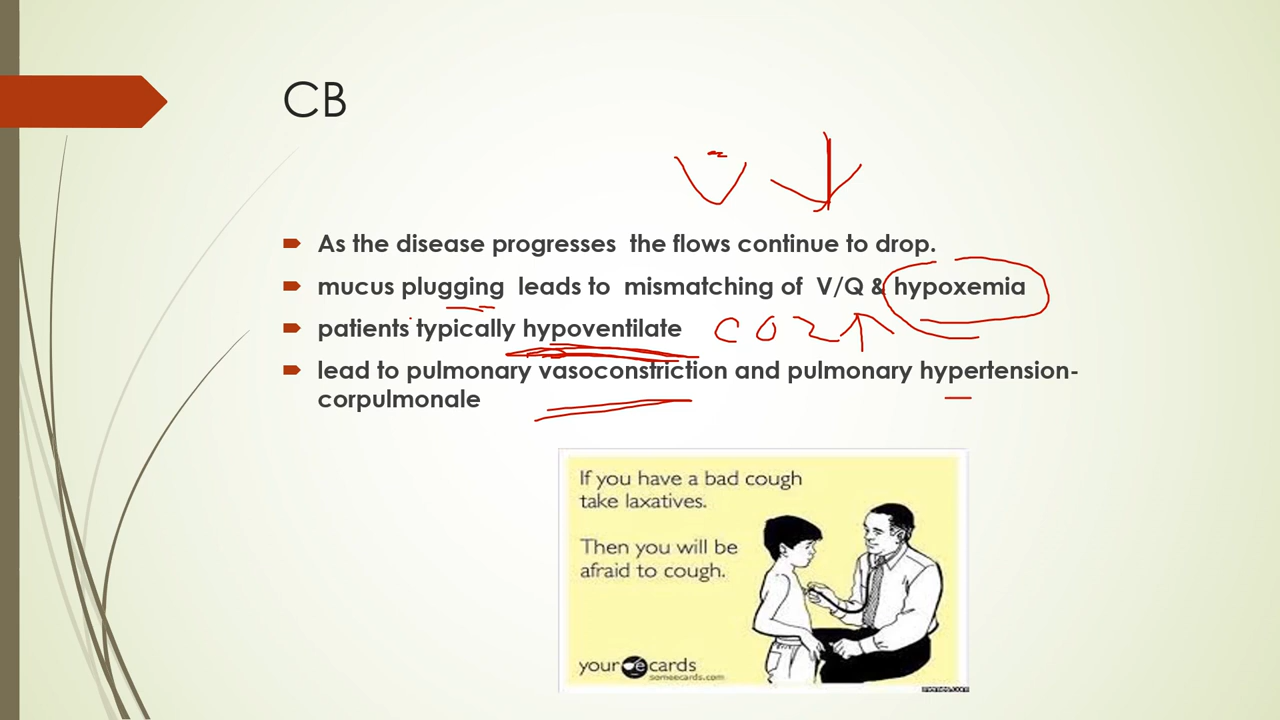 CB
V̇ ↓
As the disease progresses the flows continue to drop.
mucus plugging leads to mismatching of V/Q & hypoxemia
patients typically hypoventilate CO2↑
lead to pulmonary vasoconstriction and pulmonary hypertension-
corpulmonale
If you have a bad cough
take laxatives.
Then you will be
afraid to cough.
your e cards
someecards.com